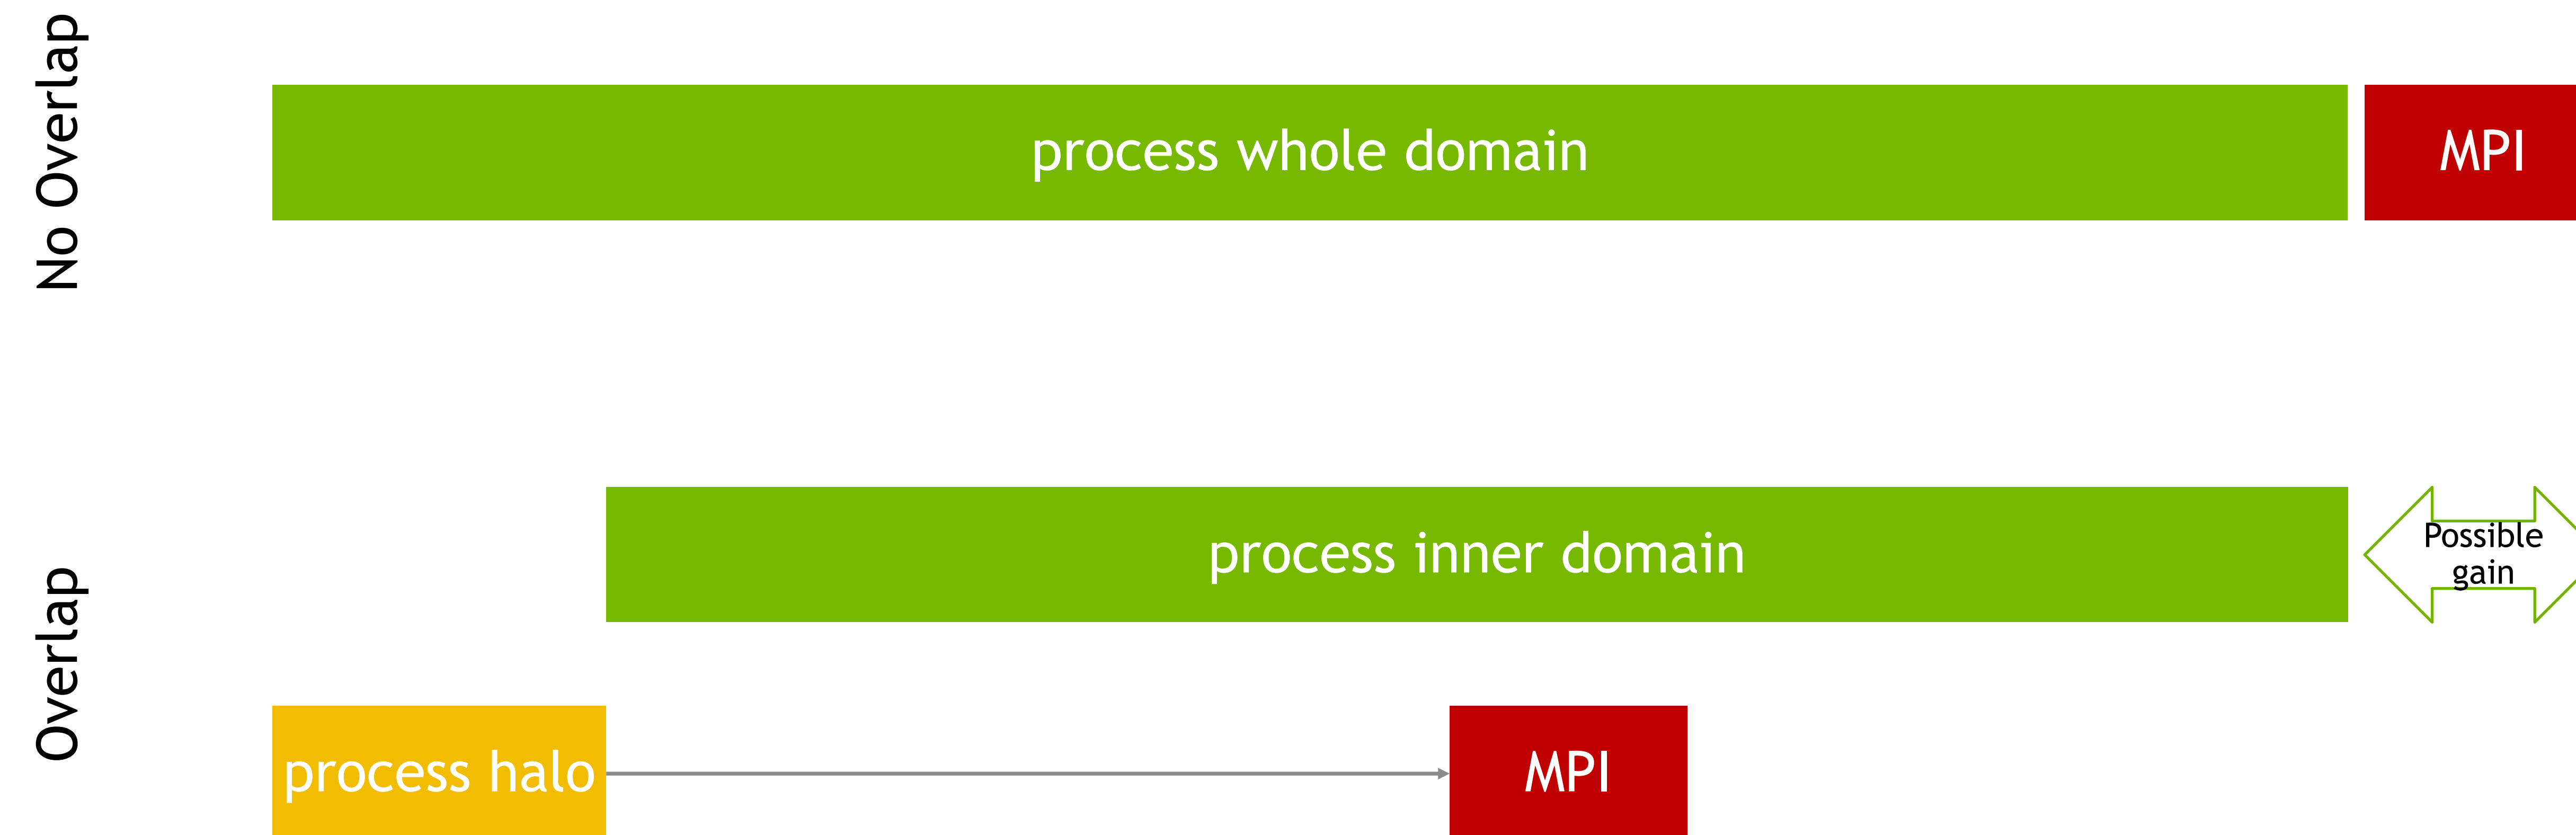 No Overlap
process whole domain
MPI
Overlap
process inner domain
Possible
gain
process halo
MPI